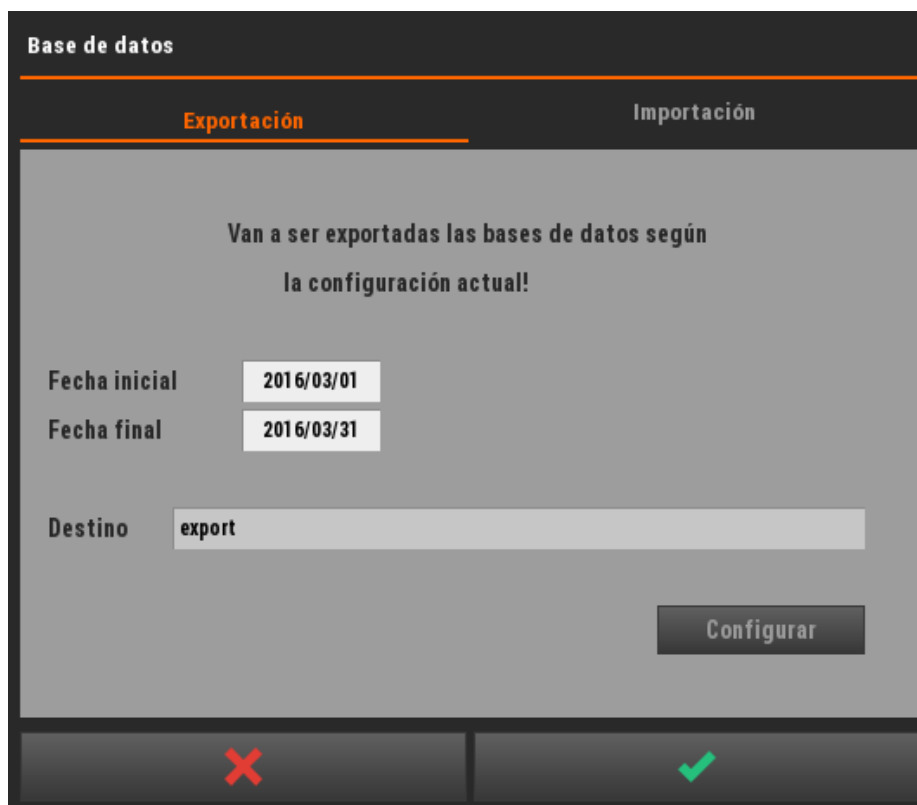 Base de datos
Exportación
Importación
Van a ser exportadas las bases de datos según
la configuración actual!
Fecha inicial 2016/03/01
Fecha final 2016/03/31
Destino export
Configurar